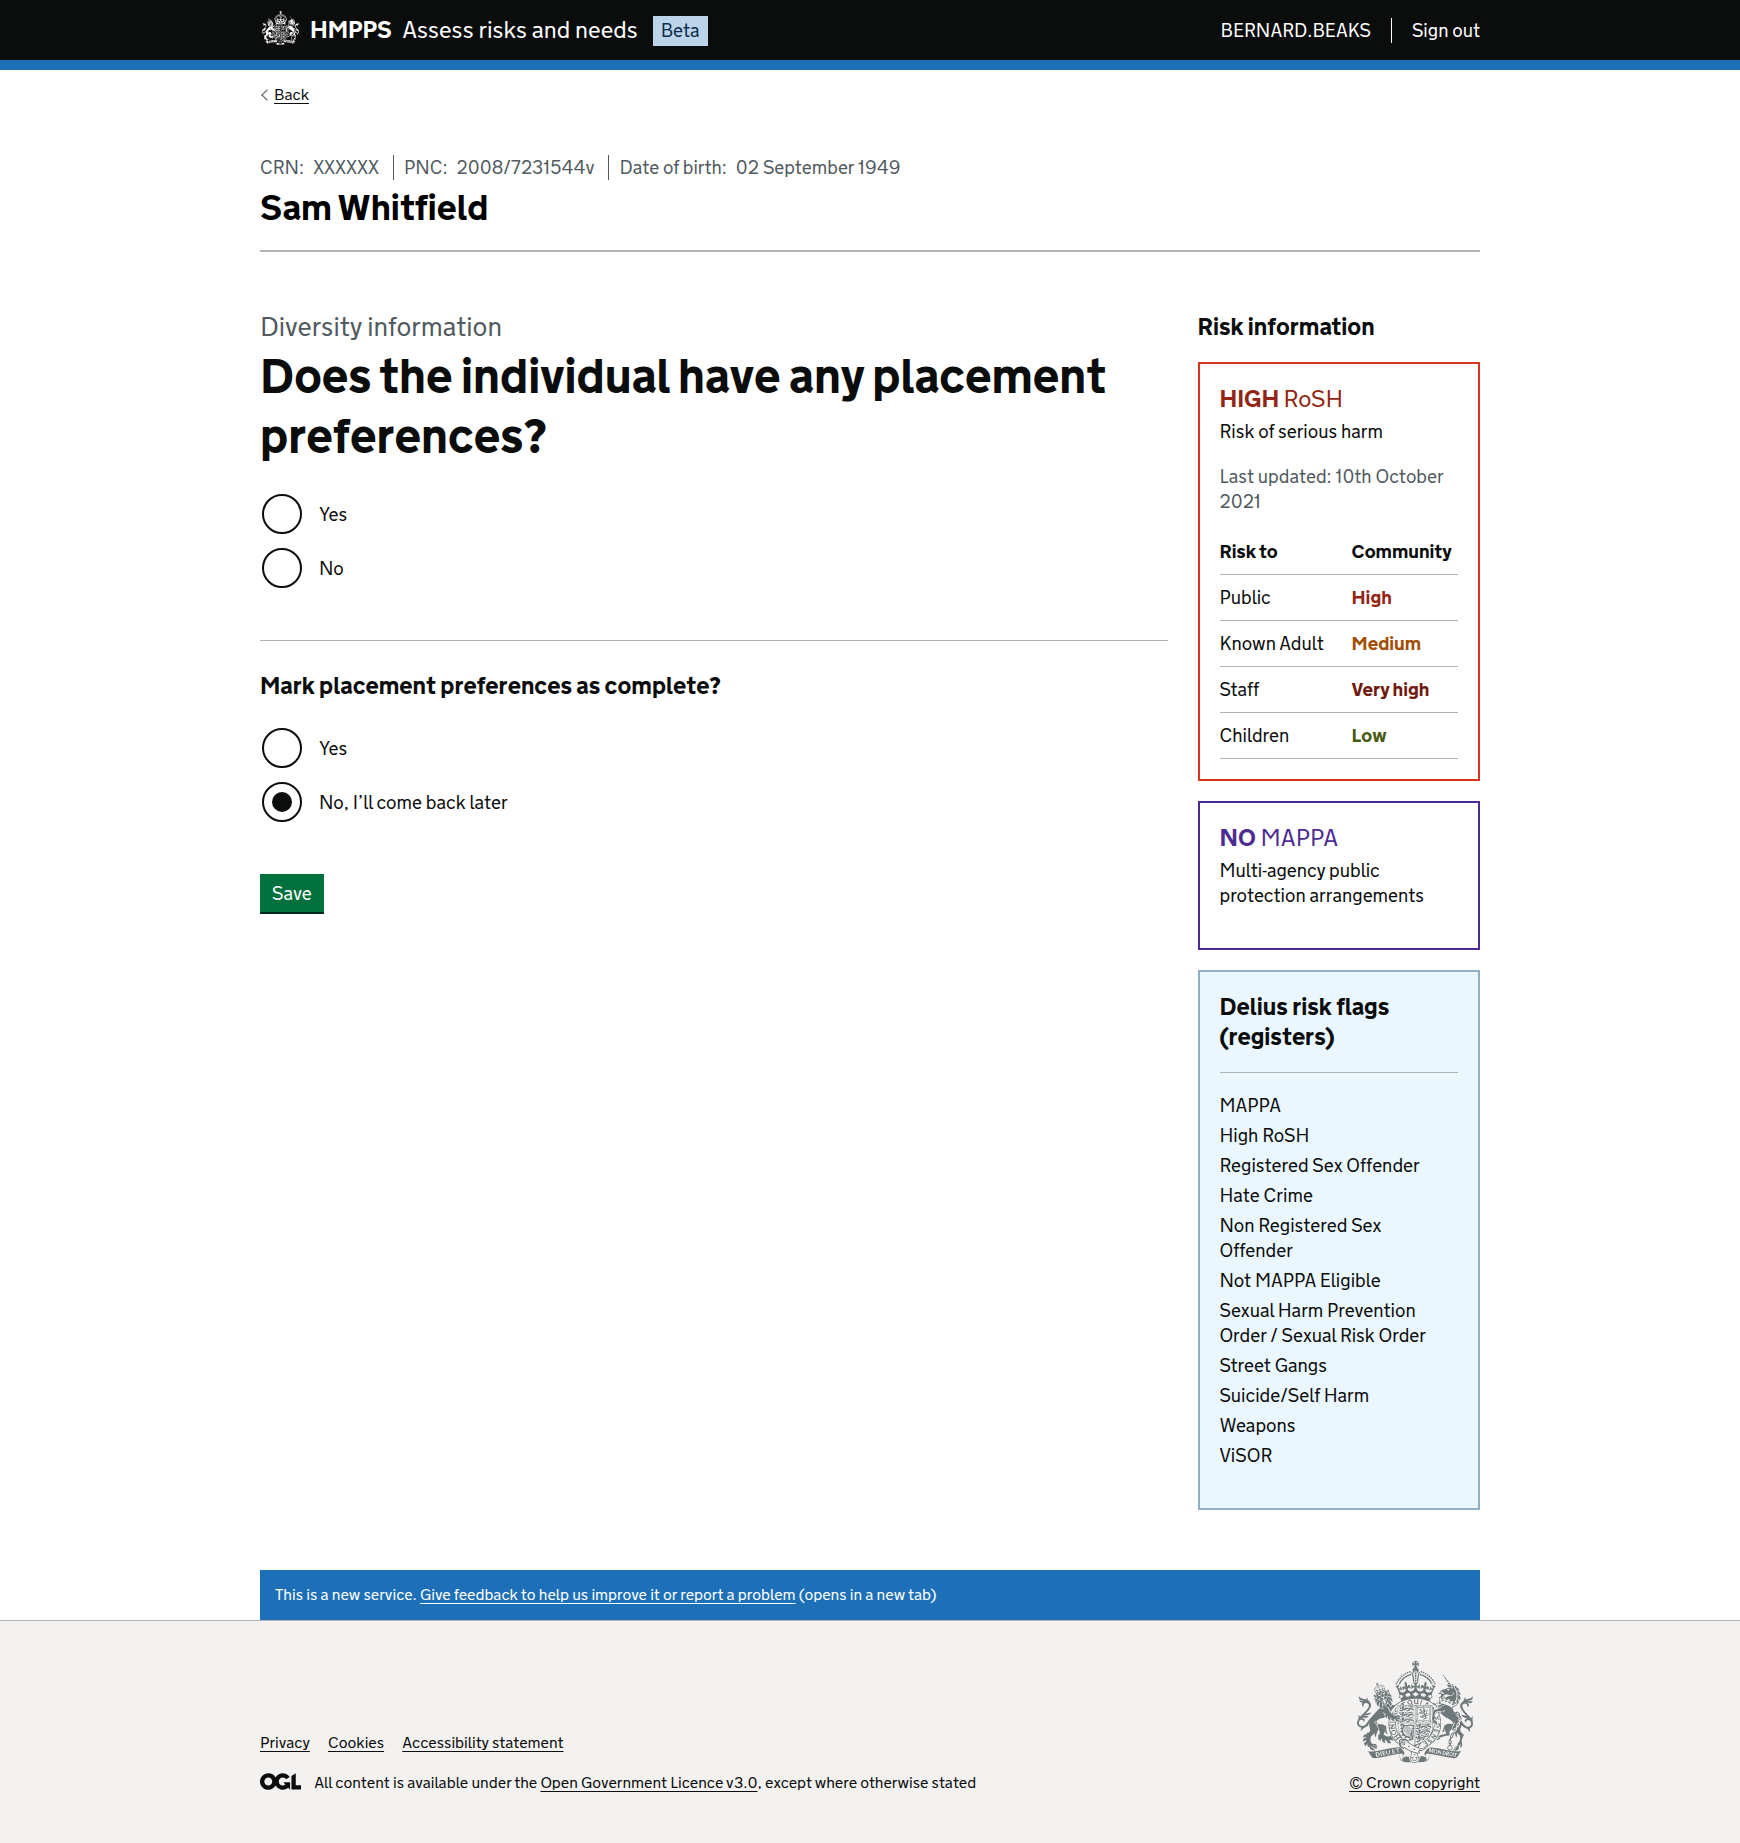 HMPPS Assess risks and needs Beta
BERNARD.BEAKS Sign out
Back
CRN: XXXXXX PNC: 2008/7231544v Date of birth: 02 September 1949
Sam Whitfield
Diversity information
Does the individual have any placement
preferences?
Yes
No
Mark placement preferences as complete?
Yes
No, I’ll come back later
Save
Risk information
HIGH RoSH
Risk of serious harm
Last updated: 10th October
2021
Risk to Community
Public High
Known Adult Medium
Staff Very high
Children Low
NO MAPPA
Multi-agency public
protection arrangements
Delius risk flags
(registers)
MAPPA
High RoSH
Registered Sex Offender
Hate Crime
Non Registered Sex
Offender
Not MAPPA Eligible
Sexual Harm Prevention
Order / Sexual Risk Order
Street Gangs
Suicide/Self Harm
Weapons
ViSOR
This is a new service. Give feedback to help us improve it or report a problem (opens in a new tab)
Privacy Cookies Accessibility statement
OGL All content is available under the Open Government Licence v3.0, except where otherwise stated
DIEU ET MON DROIT
© Crown copyright